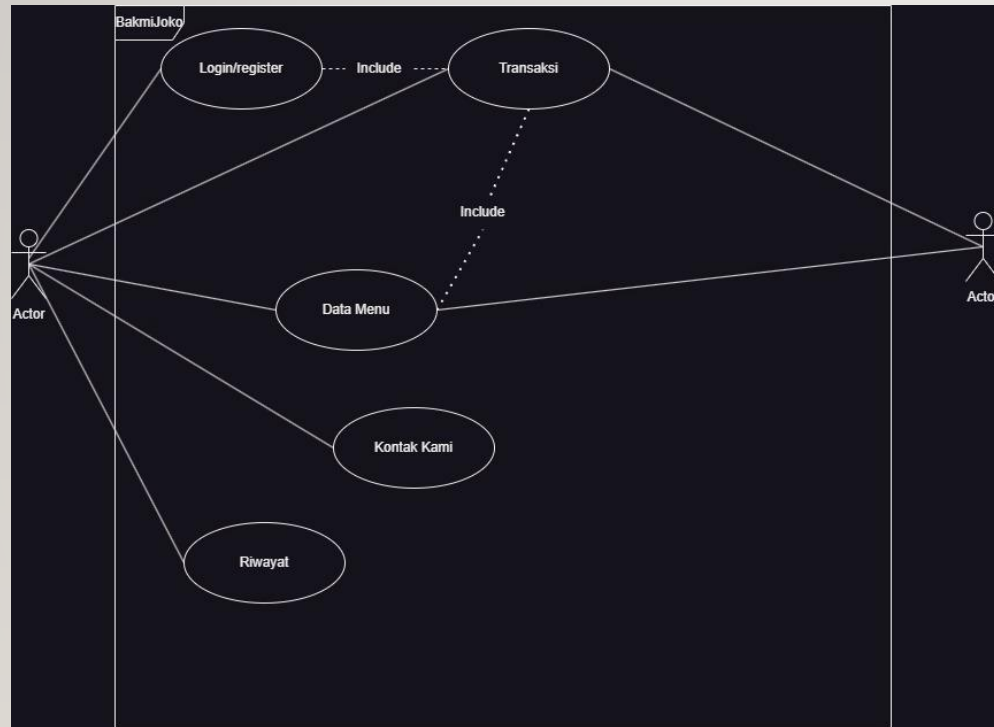 BakmiJoko
Login/register
Include
Transaksi
Include
Data Menu
Actor
Acto
Kontak Kami
Riwayat